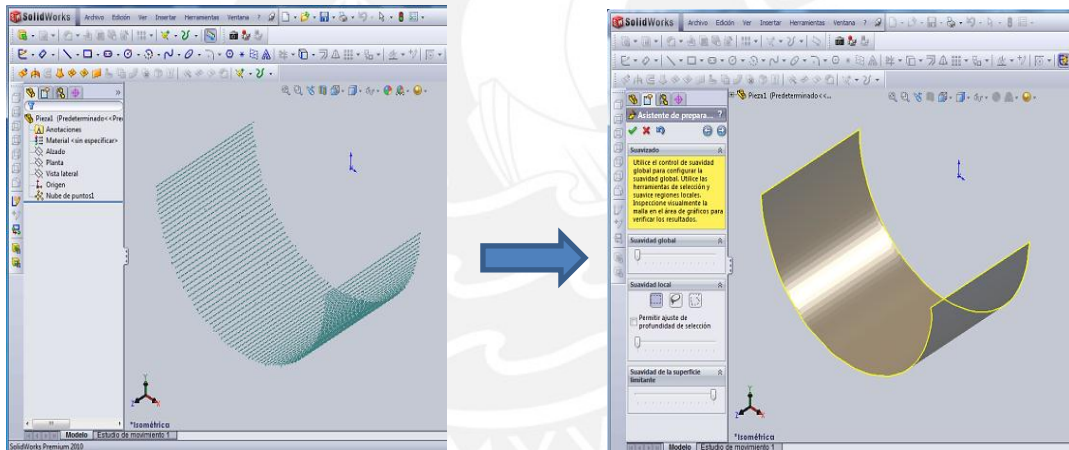 SolidWorks Archivo Edición Ver Insertar Herramientas Ventana ?
Pieza1 (Predeterminado<<Pre
Anotaciones
Material <sin especificar>
Alzado
Planta
Vista lateral
Origen
Nube de puntos1
*Isométrica
Modelo Estudio de movimiento 1
SolidWorks Premium 2010
SolidWorks Archivo Edición Ver Insertar Herramientas Ventana ?
Pieza1 (Predeterminado<<...
Asistente de prepara... ?
Suavizado
Utilice el control de suavidad
global para configurar la
suavidad global. Utilice las
herramientas de selección y
suavice regiones locales.
Inspeccione visualmente la
malla en el área de gráficos para
verificar los resultados.
Suavidad global
Suavidad local
Permitir ajuste de
profundidad de selección
Suavidad de la superficie
limitante
*Isométrica
Modelo Estudio de movimiento 1